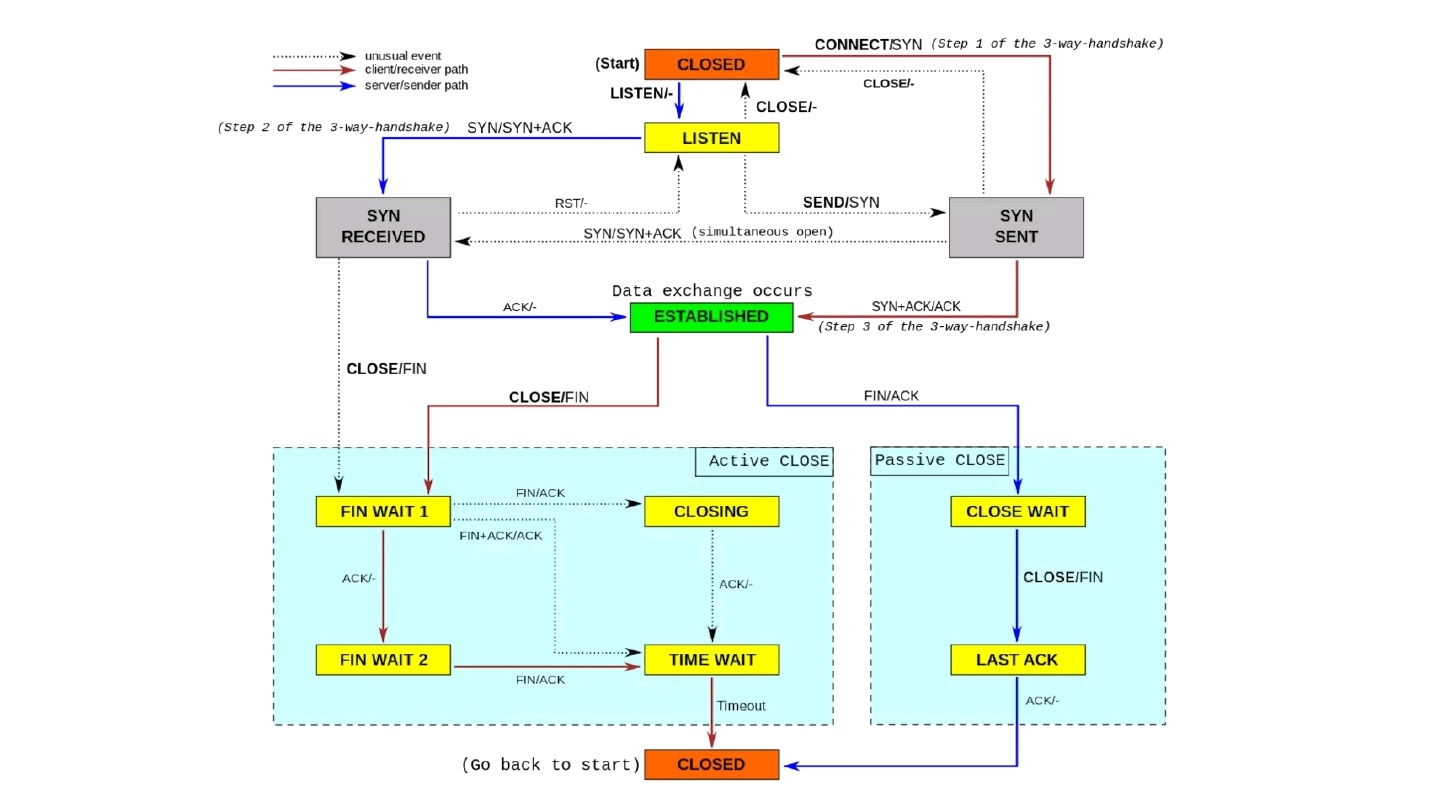 unusual event
client/receiver path
server/sender path
(Start)
CLOSED
CONNECT/SYN (Step 1 of the 3-way-handshake)
CLOSE/-
LISTEN/-
CLOSE/-
(Step 2 of the 3-way-handshake) SYN/SYN+ACK
LISTEN
RST/-
SEND/SYN
SYN
RECEIVED
SYN
SENT
SYN/SYN+ACK (simultaneous open)
Data exchange occurs
ACK/-
ESTABLISHED
SYN+ACK/ACK
(Step 3 of the 3-way-handshake)
CLOSE/FIN
CLOSE/FIN
FIN/ACK
Active CLOSE
Passive CLOSE
FIN WAIT 1
FIN/ACK
CLOSING
CLOSE WAIT
FIN+ACK/ACK
ACK/-
ACK/-
CLOSE/FIN
FIN WAIT 2
FIN/ACK
TIME WAIT
LAST ACK
Timeout
ACK/-
(Go back to start)
CLOSED